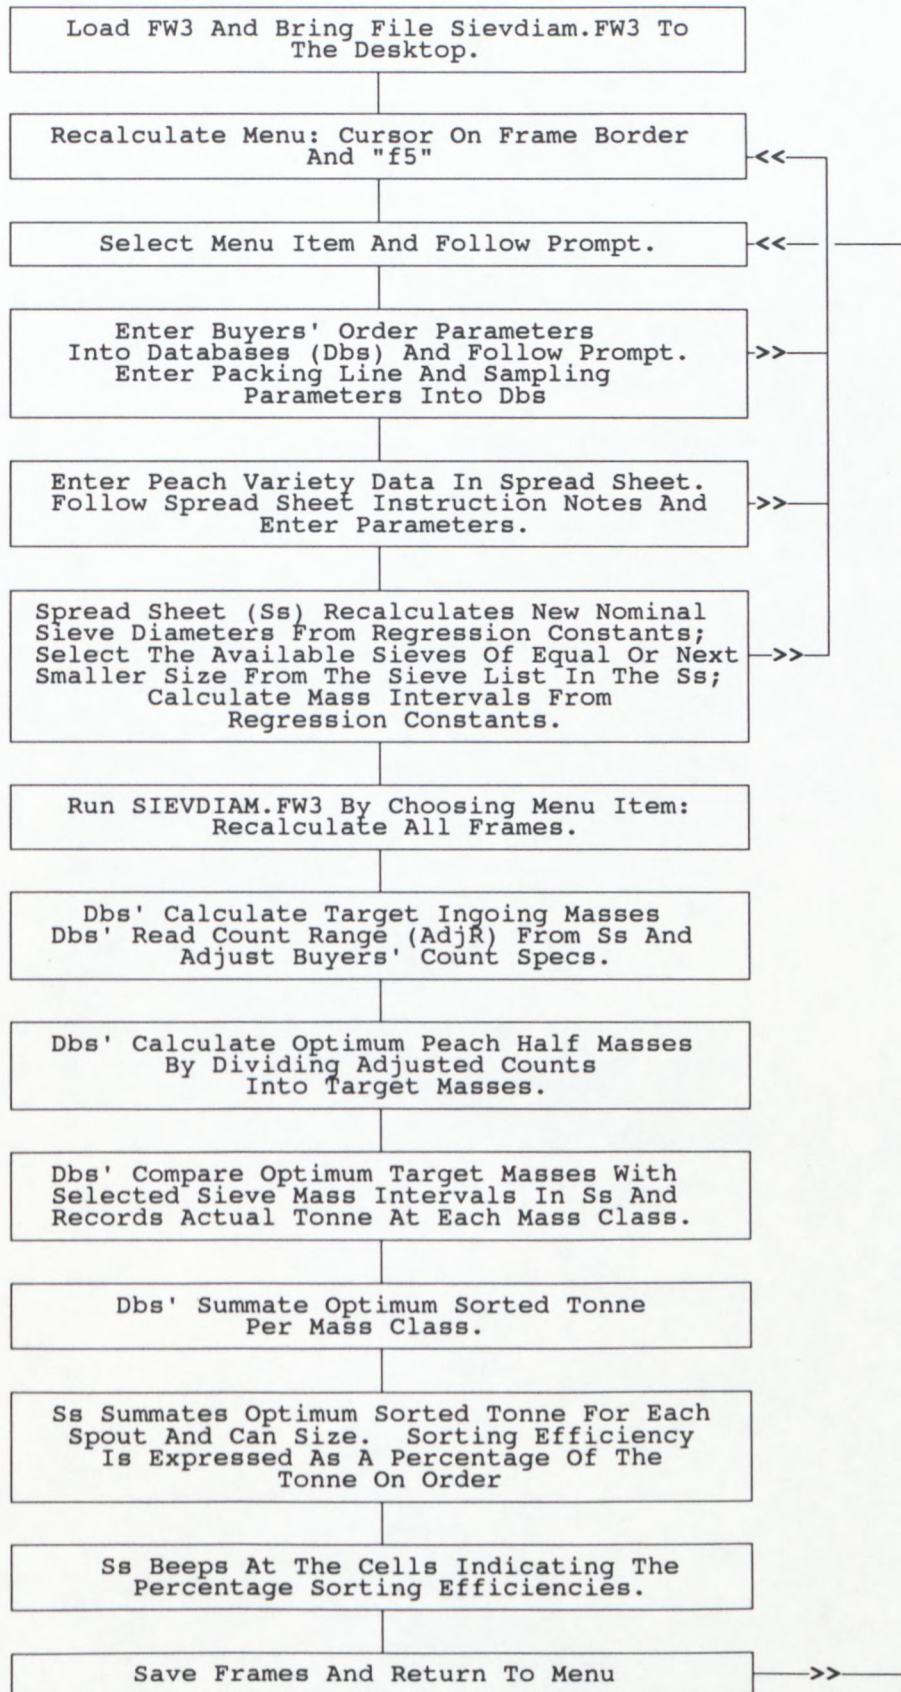 Load FW3 And Bring File Sievdiam.FW3 To
The Desktop.
Recalculate Menu: Cursor On Frame Border
And "f5"
<<
Select Menu Item And Follow Prompt.
<<
Enter Buyers' Order Parameters
Into Databases (Dbs) And Follow Prompt.
Enter Packing Line And Sampling
Parameters Into Dbs
>>
Enter Peach Variety Data In Spread Sheet.
Follow Spread Sheet Instruction Notes And
Enter Parameters.
>>
Spread Sheet (Ss) Recalculates New Nominal
Sieve Diameters From Regression Constants;
Select The Available Sieves Of Equal Or Next
Smaller Size From The Sieve List In The Ss;
Calculate Mass Intervals From
Regression Constants.
>>
Run SIEVDIAM.FW3 By Choosing Menu Item:
Recalculate All Frames.
Dbs' Calculate Target Ingoing Masses
Dbs' Read Count Range (AdjR) From Ss And
Adjust Buyers' Count Specs.
Dbs' Calculate Optimum Peach Half Masses
By Dividing Adjusted Counts
Into Target Masses.
Dbs' Compare Optimum Target Masses With
Selected Sieve Mass Intervals In Ss And
Records Actual Tonne At Each Mass Class.
Dbs' Summate Optimum Sorted Tonne
Per Mass Class.
Ss Summates Optimum Sorted Tonne For Each
Spout And Can Size. Sorting Efficiency
Is Expressed As A Percentage Of The
Tonne On Order
Ss Beeps At The Cells Indicating The
Percentage Sorting Efficiencies.
Save Frames And Return To Menu
>>